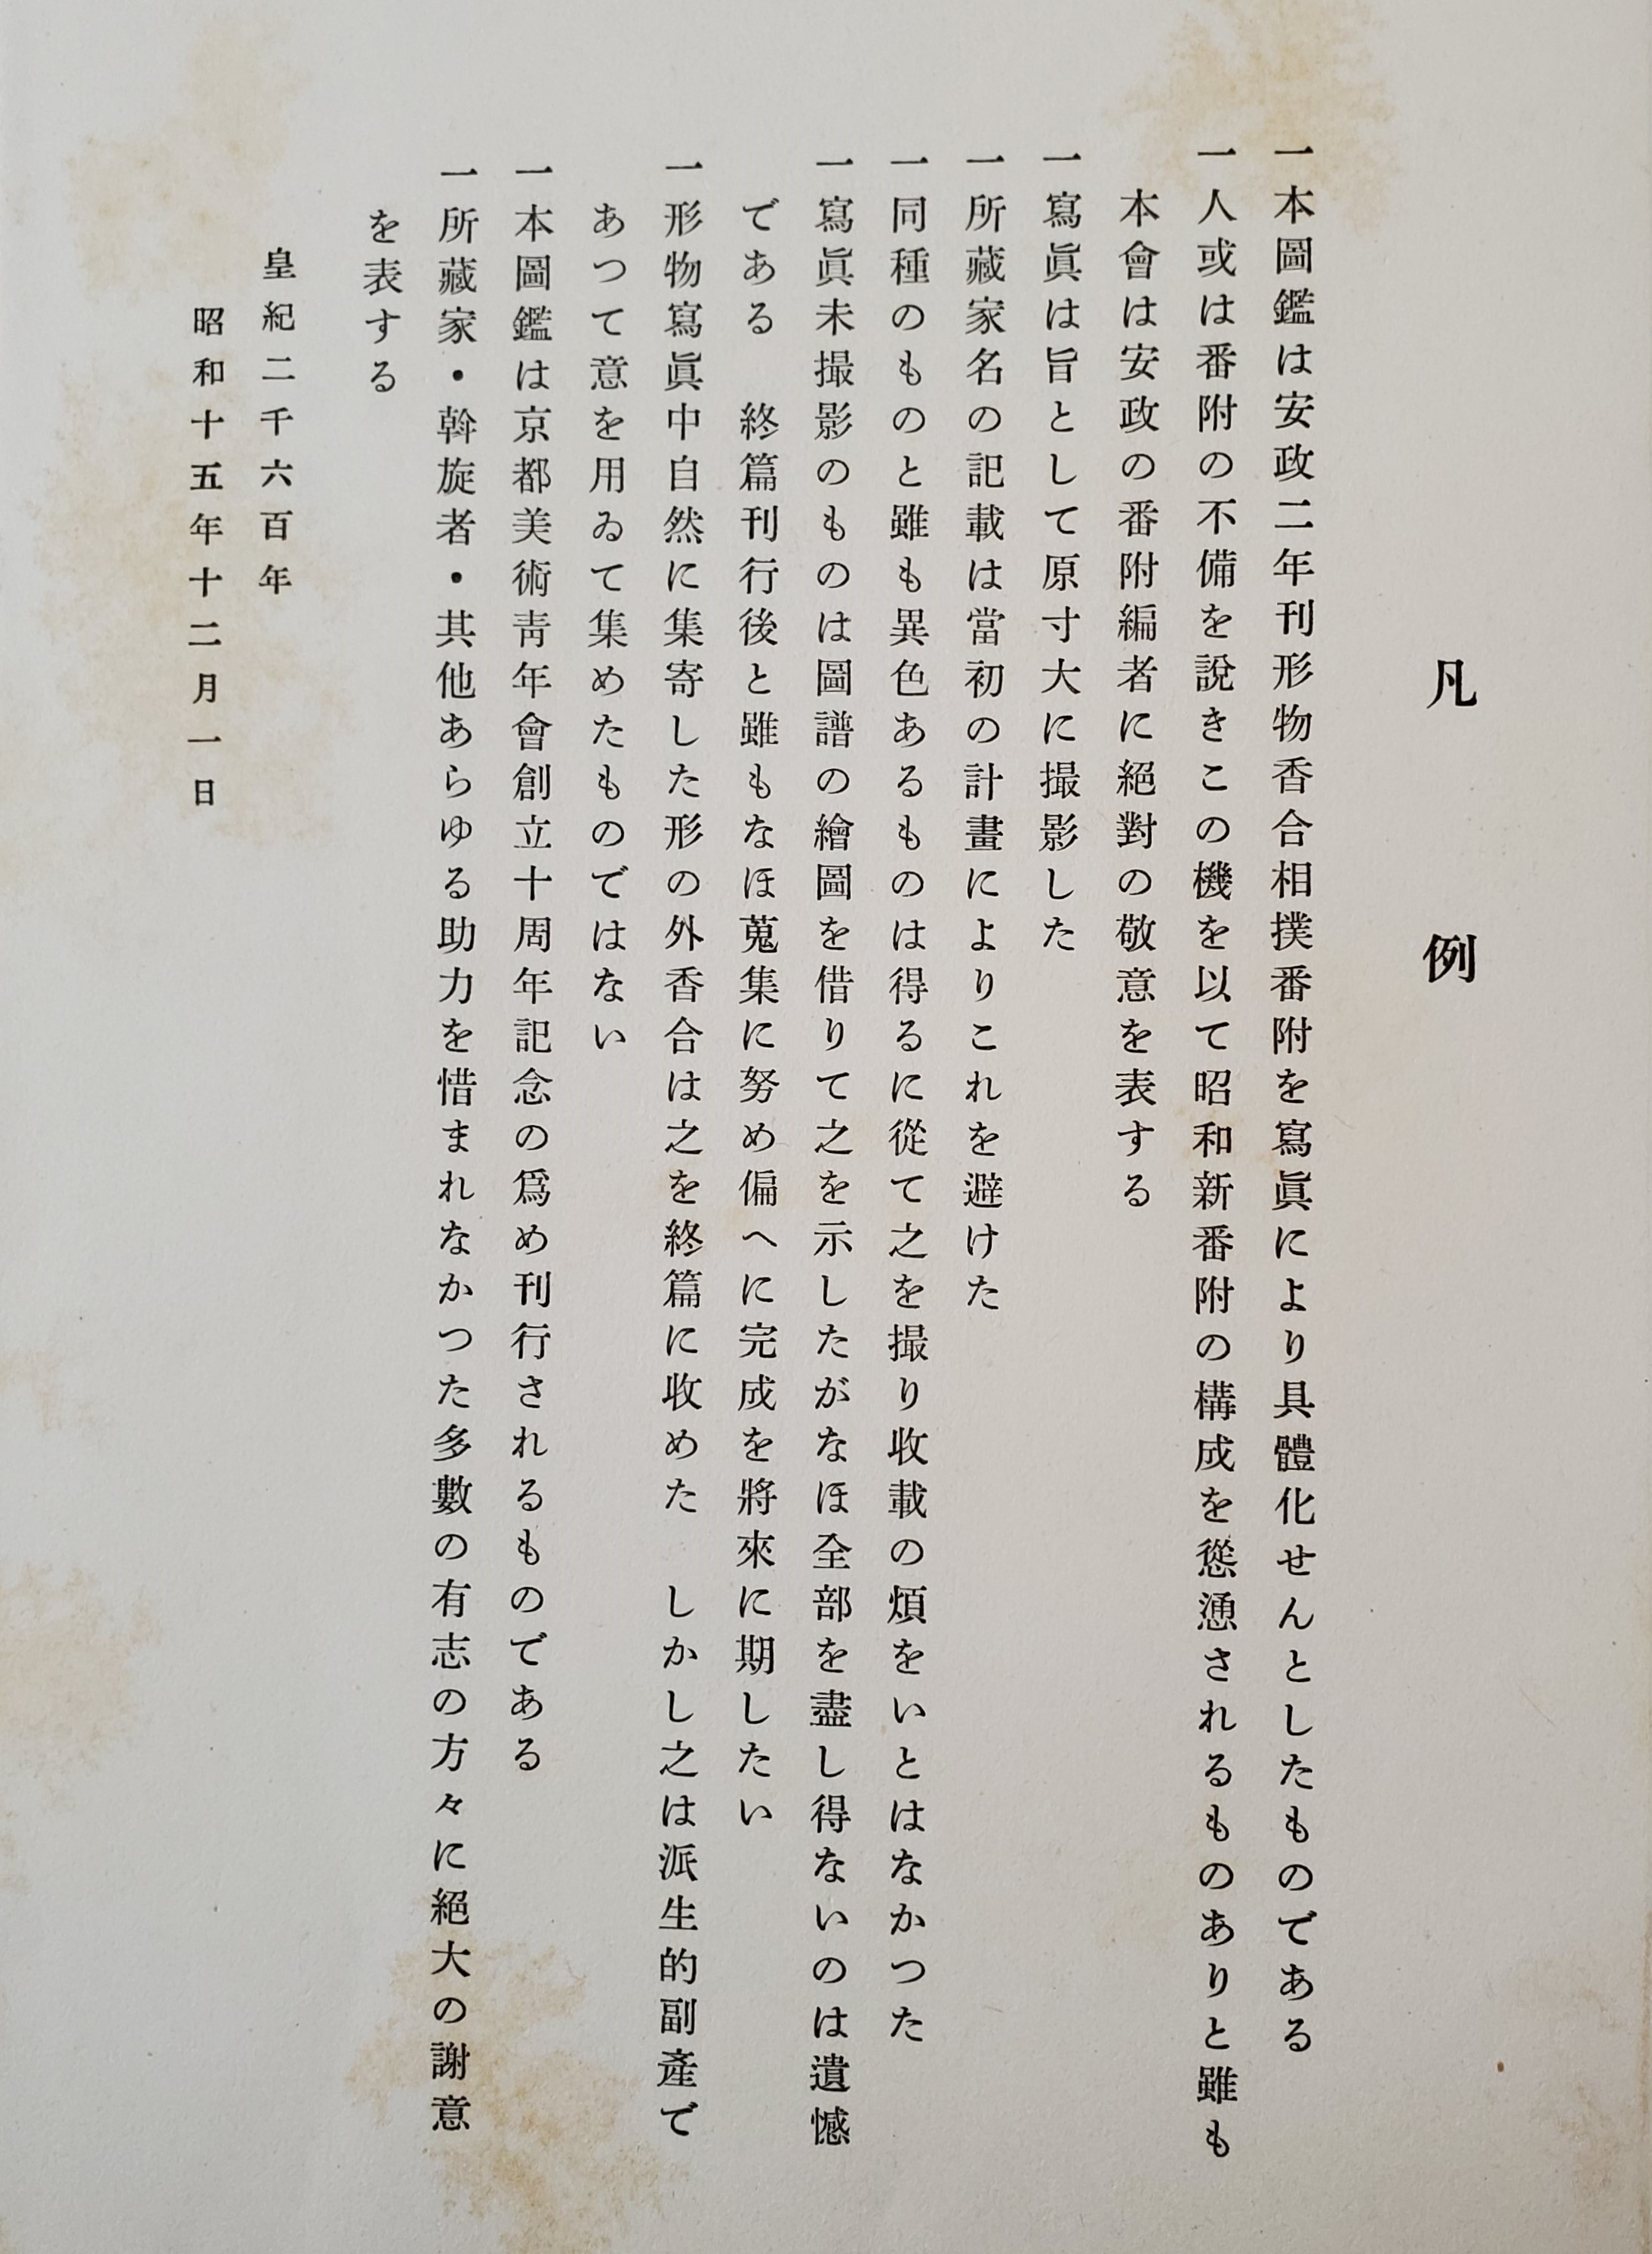 凡例
一本圖鑑は安政二年刊形物香合相撲番附を寫眞により具體化せんとしたものである
一人或は番附の不備を說きこの機を以て昭和新番附の構成を慫慂されるものありと雖も
本會は安政の番附編者に絕對の敬意を表する
一寫眞は旨として原寸大に撮影した
一所藏家名の記載は當初の計畫によりこれを避けた
一同種のものと雖も異色あるものは得るに從て之を撮り收載の煩をいとはなかつた
一寫眞未撮影のものは圖譜の繪圖を借りて之を示したがなほ全部を盡し得ないのは遺憾
である　終篇刊行後と雖もなほ蒐集に努め偏へに完成を將來に期したい
一形物寫眞中自然に集寄した形の外香合は之を終篇に收めた　しかし之は派生的副產で
あつて意を用ゐて集めたものではない
一本圖鑑は京都美術靑年會創立十周年記念の爲め刊行されるものである
一所藏家・斡旋者・其他あらゆる助力を惜まれなかつた多數の有志の方々に絕大の謝意
を表する
皇紀二千六百年
昭和十五年十二月一日